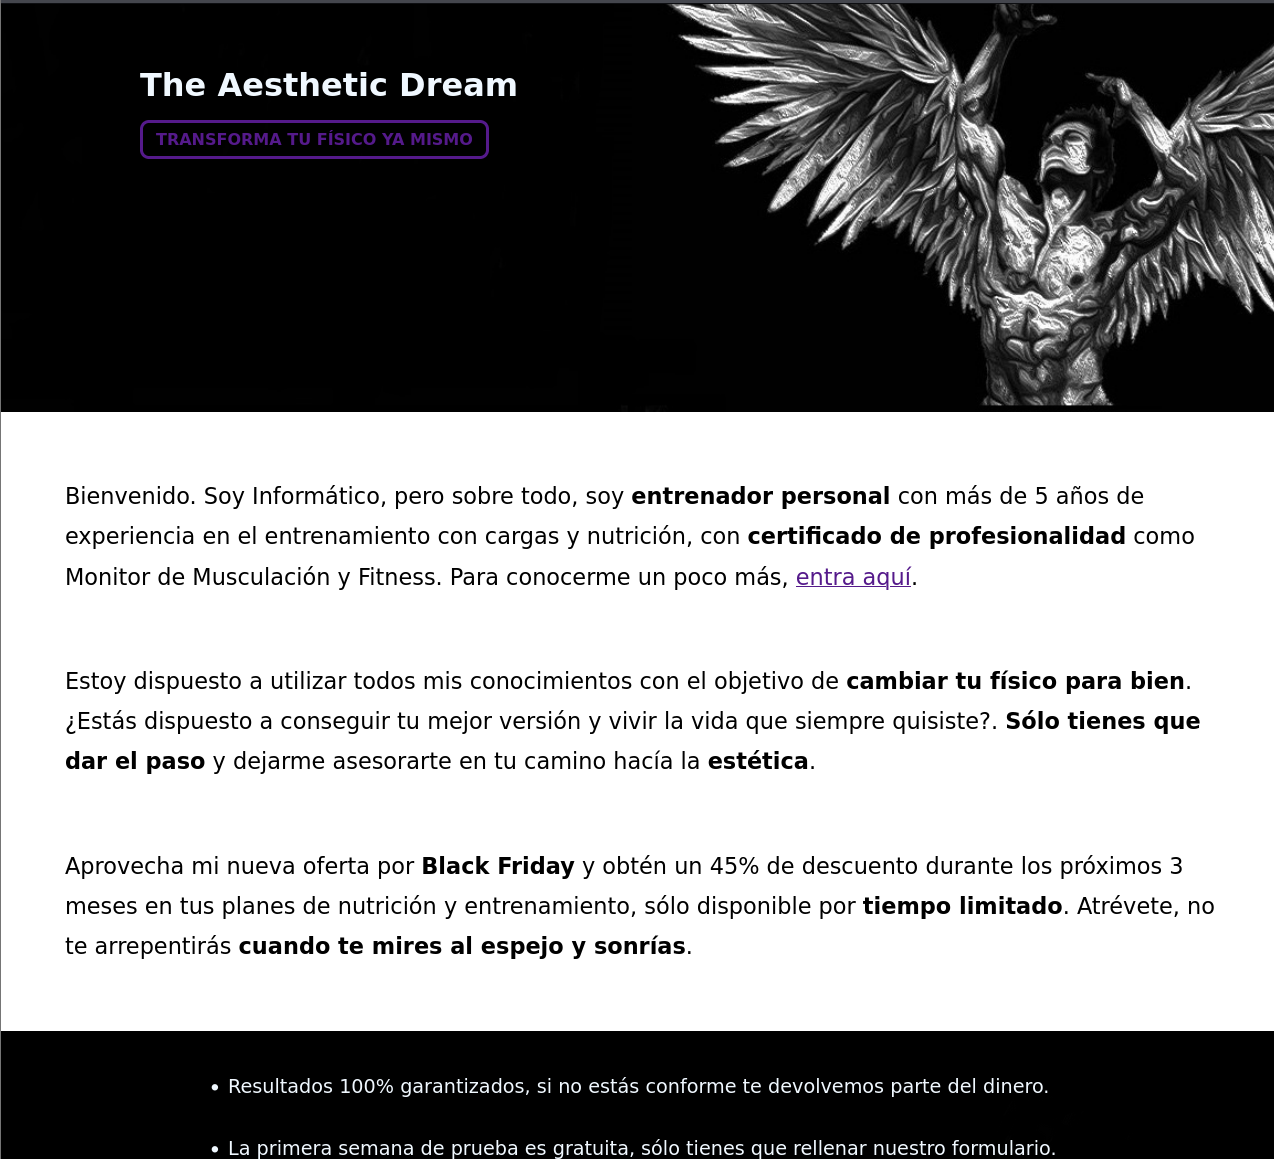 The Aesthetic Dream
TRANSFORMA TU FÍSICO YA MISMO
Bienvenido. Soy Informático, pero sobre todo, soy entrenador personal con más de 5 años de
experiencia en el entrenamiento con cargas y nutrición, con certificado de profesionalidad como
Monitor de Musculación y Fitness. Para conocerme un poco más, entra aquí.
Estoy dispuesto a utilizar todos mis conocimientos con el objetivo de cambiar tu físico para bien.
¿Estás dispuesto a conseguir tu mejor versión y vivir la vida que siempre quisiste?. Sólo tienes que
dar el paso y dejarme asesorarte en tu camino hacía la estética.
Aprovecha mi nueva oferta por Black Friday y obtén un 45% de descuento durante los próximos 3
meses en tus planes de nutrición y entrenamiento, sólo disponible por tiempo limitado. Atrévete, no
te arrepentirás cuando te mires al espejo y sonrías.
• Resultados 100% garantizados, si no estás conforme te devolvemos parte del dinero.
• La primera semana de prueba es gratuita, sólo tienes que rellenar nuestro formulario.